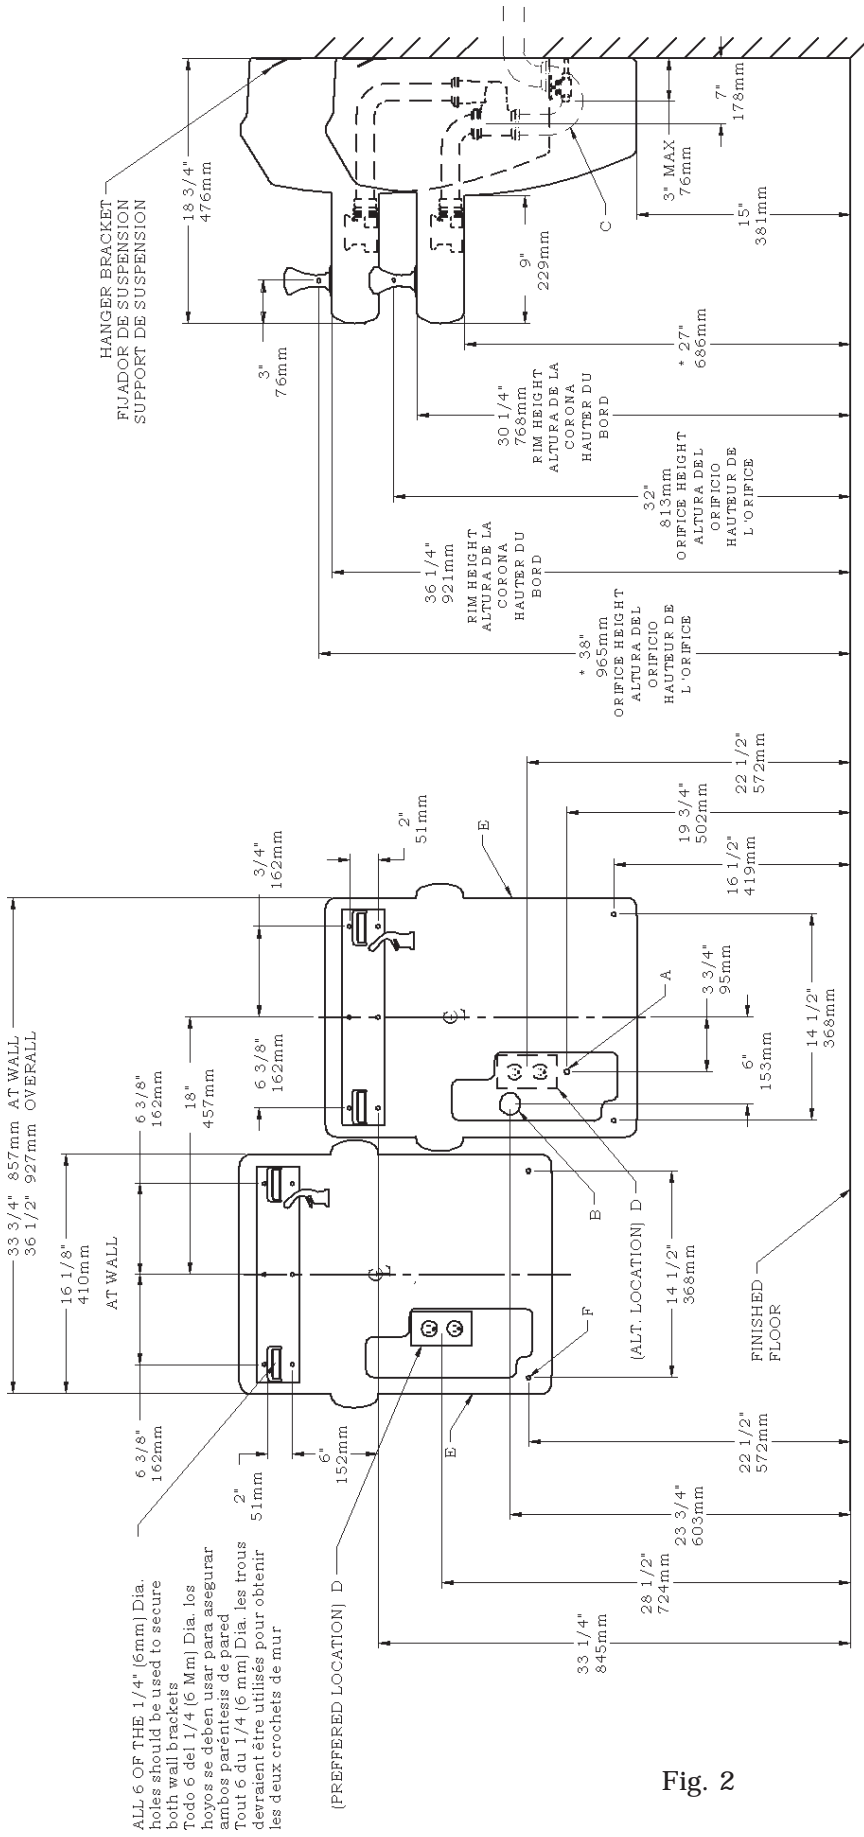 ALL 6 OF THE 1/4" (6mm) Dia.
holes should be used to secure
both wall brackets
Todo 6 del 1/4 (6 Mm) Dia. los
hoyos se deben usar para asegurar
ambos paréntesis de pared
Tout 6 du 1/4 (6 mm) Dia. les trous
devraient être utilisés pour obtenir
les deux crochets de mur
(PREFFERED LOCATION) D
33 3/4" 857mm AT WALL
36 1/2" 927mm OVERALL
16 1/8"
410mm
AT WALL
6 3/8"
162mm
6 3/8"
162mm
18"
457mm
6 3/8"
162mm
3/4"
162mm
2"
51mm
2"
51mm
6"
152mm
E
E
A
B
F
C
L
C
L
(ALT. LOCATION) D
14 1/2"
368mm
14 1/2"
368mm
3 3/4"
95mm
6"
153mm
22 1/2"
572mm
19 3/4"
502mm
16 1/2"
419mm
22 1/2"
572mm
23 3/4"
603mm
28 1/2"
724mm
33 1/4"
845mm
FINISHED
FLOOR
HANGER BRACKET
FIJADOR DE SUSPENSION
SUPPORT DE SUSPENSION
18 3/4"
476mm
3"
76mm
9"
229mm
C
7"
178mm
3" MAX
76mm
15"
381mm
* 27"
686mm
30 1/4"
768mm
RIM HEIGHT
ALTURA DE LA
CORONA
HAUTER DU
BORD
32"
813mm
ORIFICE HEIGHT
ALTURA DEL
ORIFICIO
HAUTEUR DE
L'ORIFICE
36 1/4"
921mm
RIM HEIGHT
ALTURA DE LA
CORONA
HAUTER DU
BORD
* 38"
965mm
ORIFICE HEIGHT
ALTURA DEL
ORIFICIO
HAUTEUR DE
L'ORIFICE
Fig. 2